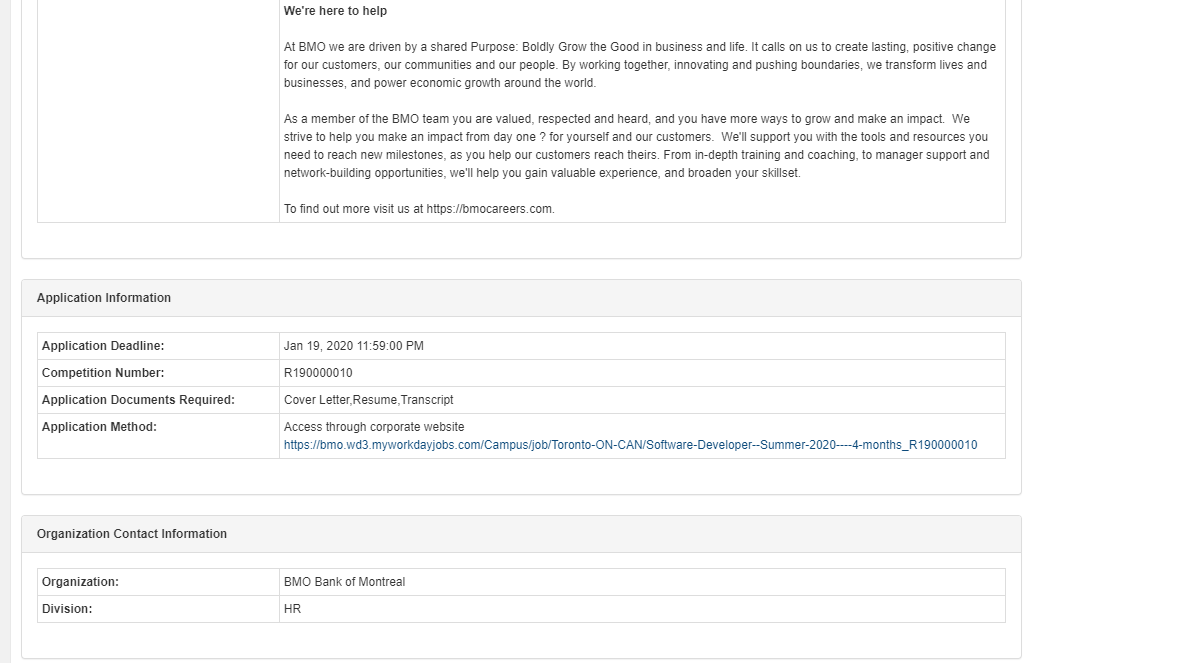 We're here to help
At BMO we are driven by a shared Purpose: Boldly Grow the Good in business and life. It calls on us to create lasting, positive change
for our customers, our communities and our people. By working together, innovating and pushing boundaries, we transform lives and
businesses, and power economic growth around the world.
As a member of the BMO team you are valued, respected and heard, and you have more ways to grow and make an impact.  We
strive to help you make an impact from day one ? for yourself and our customers.  We'll support you with the tools and resources you
need to reach new milestones, as you help our customers reach theirs. From in-depth training and coaching, to manager support and
network-building opportunities, we'll help you gain valuable experience, and broaden your skillset.
To find out more visit us at https://bmocareers.com.
Application Information
Application Deadline: Jan 19, 2020 11:59:00 PM
Competition Number: R190000010
Application Documents Required: Cover Letter,Resume,Transcript
Application Method: Access through corporate website
https://bmo.wd3.myworkdayjobs.com/Campus/job/Toronto-ON-CAN/Software-Developer--Summer-2020----4-months_R190000010
Organization Contact Information
Organization: BMO Bank of Montreal
Division: HR